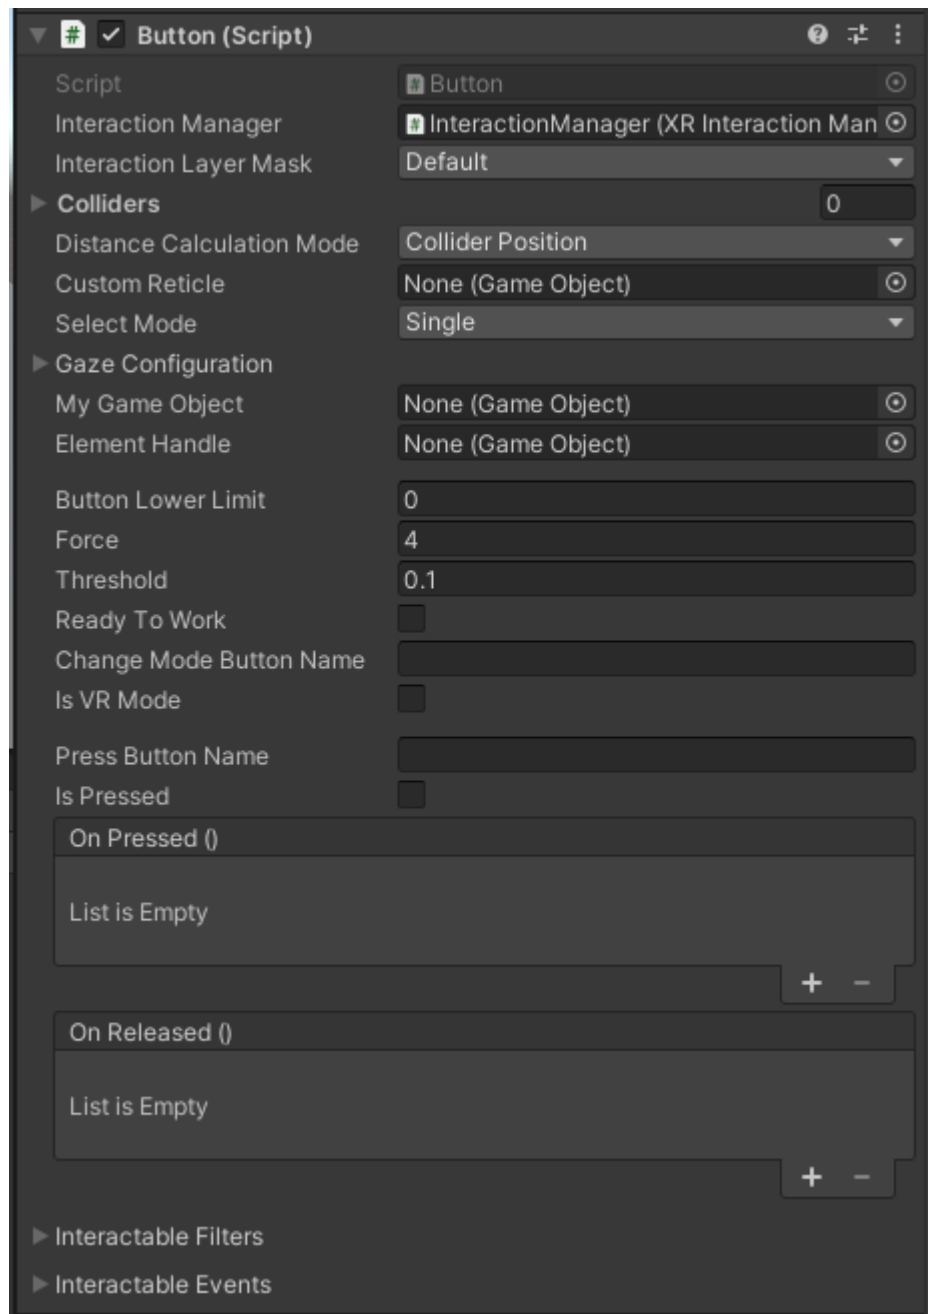 Button (Script)
Script Button
Interaction Manager InteractionManager (XR Interaction Man
Interaction Layer Mask Default
Colliders 0
Distance Calculation Mode Collider Position
Custom Reticle None (Game Object)
Select Mode Single
Gaze Configuration
My Game Object None (Game Object)
Element Handle None (Game Object)
Button Lower Limit 0
Force 4
Threshold 0.1
Ready To Work
Change Mode Button Name
Is VR Mode
Press Button Name
Is Pressed
On Pressed ()
List is Empty
On Released ()
List is Empty
Interactable Filters
Interactable Events